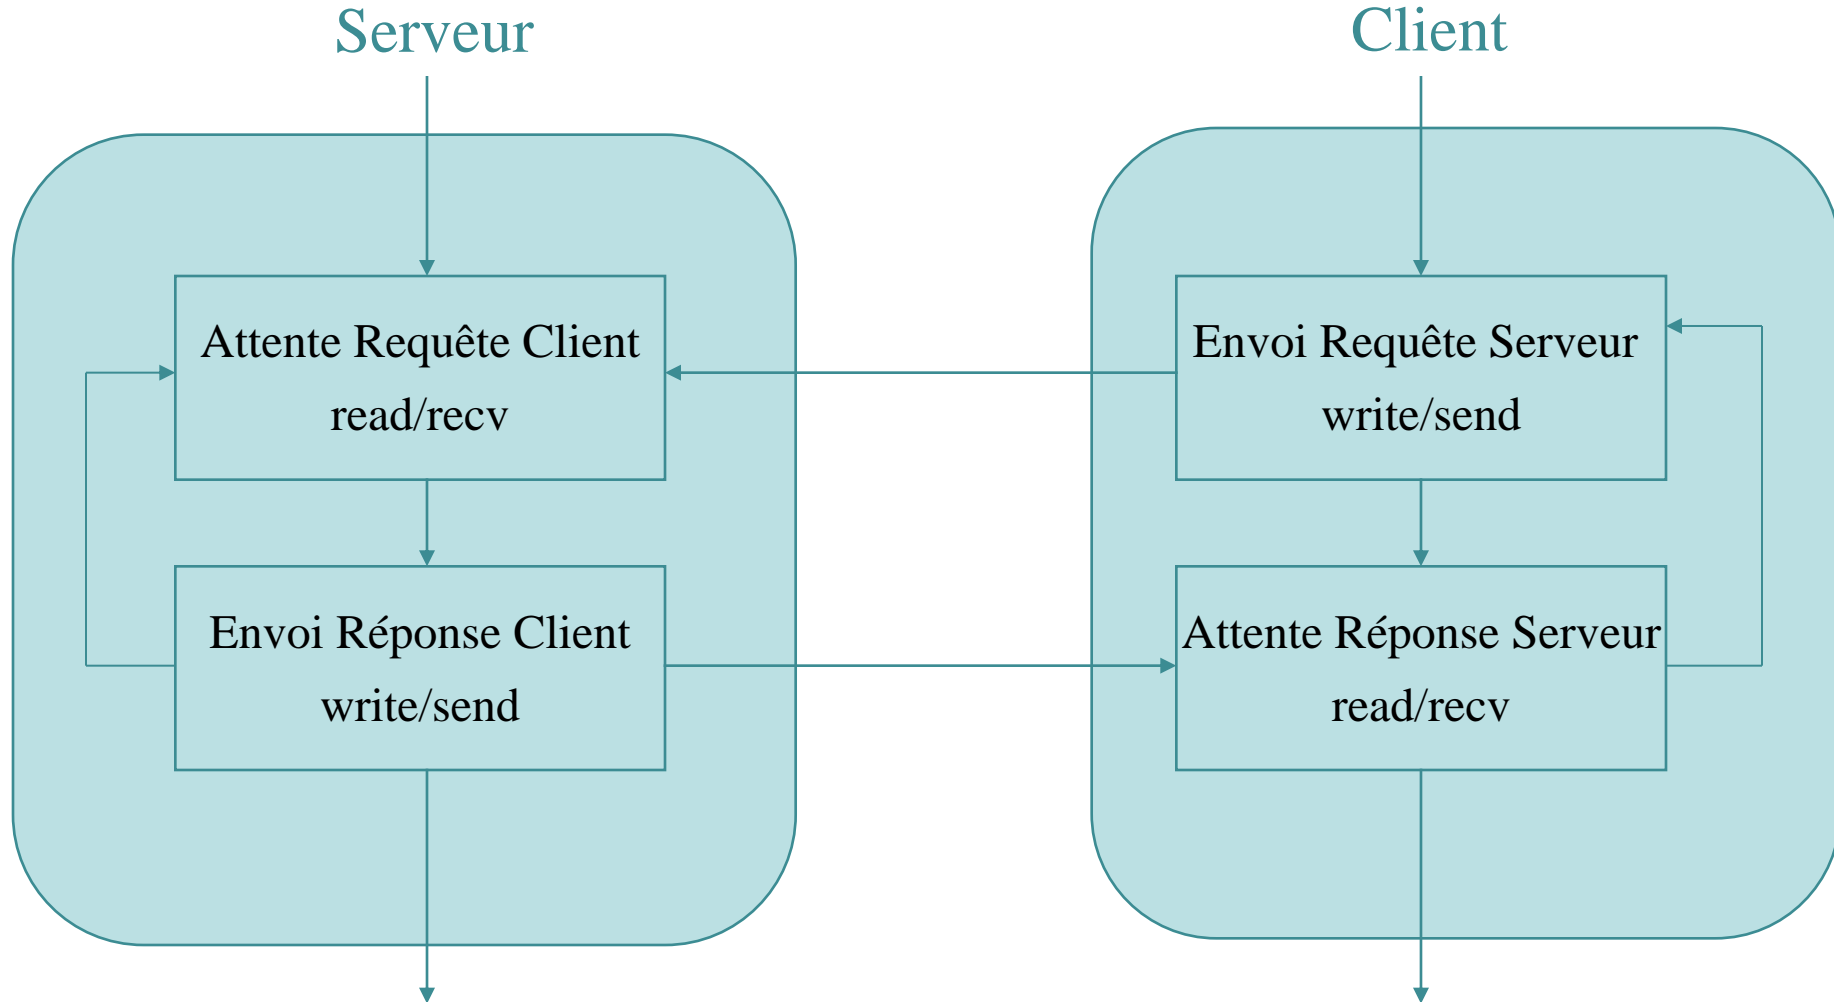 Serveur
Client
Attente Requête Client
read/recv
Envoi Requête Serveur
write/send
Envoi Réponse Client
write/send
Attente Réponse Serveur
read/recv